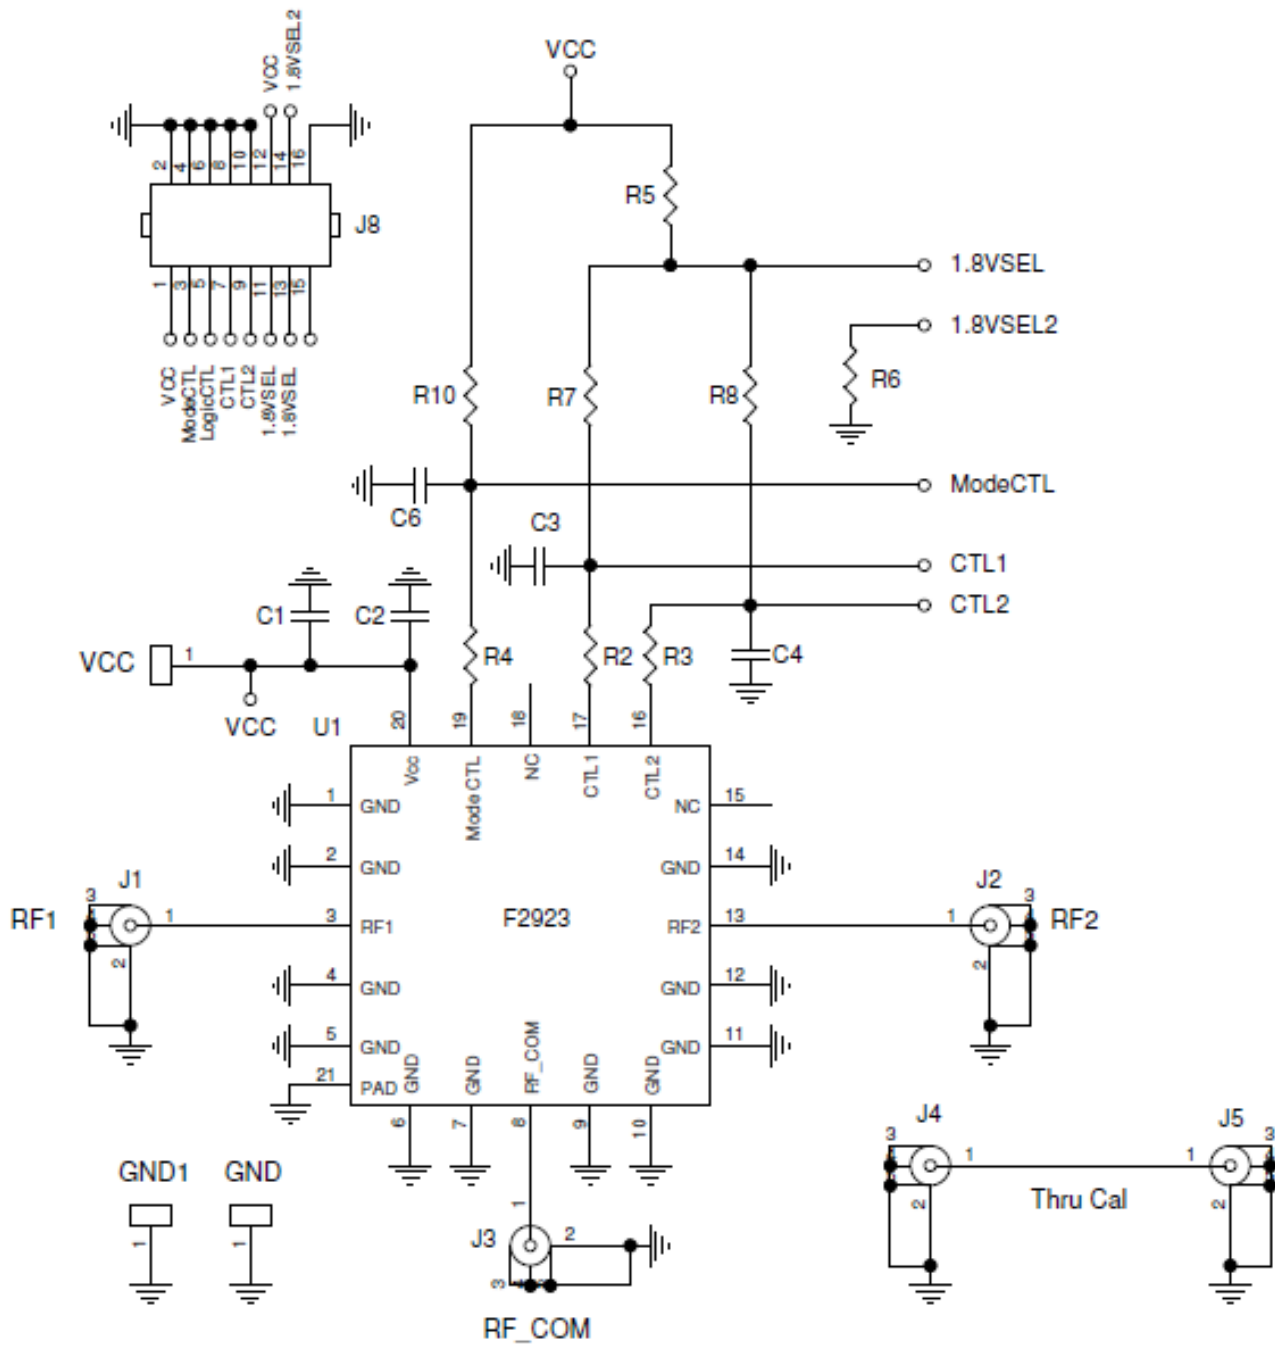 VCC
1.8VSEL2
VCC
2
4
6
8
10
12
14
16
J8
1
3
5
7
9
11
13
15
VCC
ModeCTL
LogicCTL
CTL1
CTL2
1.8VSEL
1.8VSEL
R5
1.8VSEL
1.8VSEL2
R10
R7
R8
R6
ModeCTL
C6
C3
CTL1
CTL2
C1
C2
VCC
1
R4
R2
R3
C4
VCC
U1
20
19
18
17
16
Vcc
ModeCTL
NC
CTL1
CTL2
1
GND
NC
15
2
GND
GND
14
J1
J2
3
3
RF1
1
3
RF1
F2923
RF2
13
1
RF2
2
2
4
GND
GND
12
5
GND
GND
11
21
PAD
GND
GND
RF_COM
GND
GND
6
7
8
9
10
J4
J5
3
3
1
1
2
2
Thru Cal
GND1
GND
1
1
1
J3
2
3
RF_COM